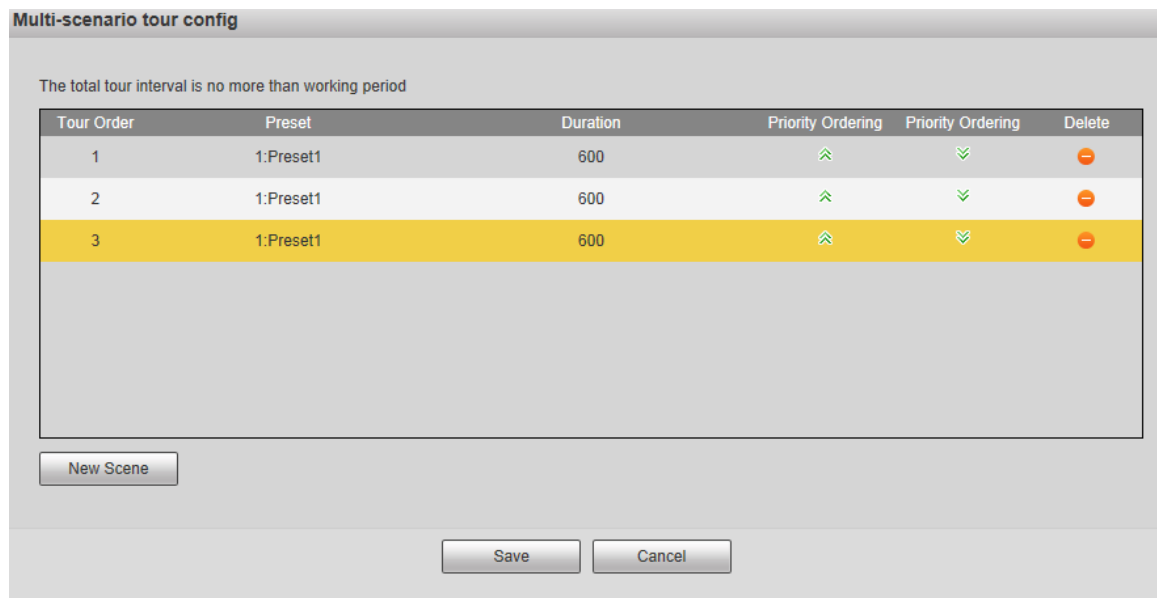 Multi-scenario tour config
The total tour interval is no more than working period
Tour Order Preset Duration Priority Ordering Priority Ordering Delete
1 1:Preset1 600
2 1:Preset1 600
3 1:Preset1 600
New Scene
Save Cancel